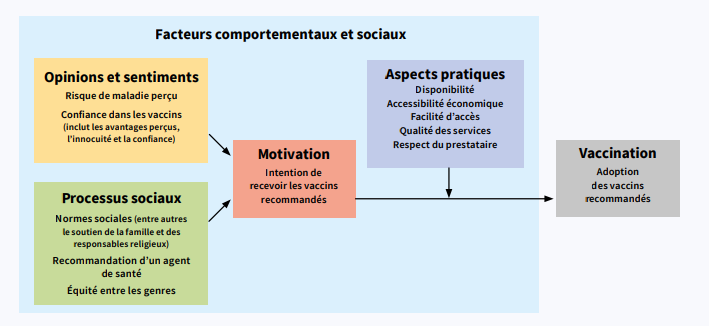 Facteurs comportementaux et sociaux
Opinions et sentiments
Risque de maladie perçu
Confiance dans les vaccins
(inclut les avantages perçus,
l'innocuité et la confiance)
Processus sociaux
Normes sociales (entre autres
le soutien de la famille et des
responsables religieux)
Recommandation d'un agent
de santé
Équité entre les genres
Motivation
Intention de
recevoir les vaccins
recommandés
Aspects pratiques
Disponibilité
Accessibilité économique
Facilité d'accès
Qualité des services
Respect du prestataire
Vaccination
Adoption
des vaccins
recommandés